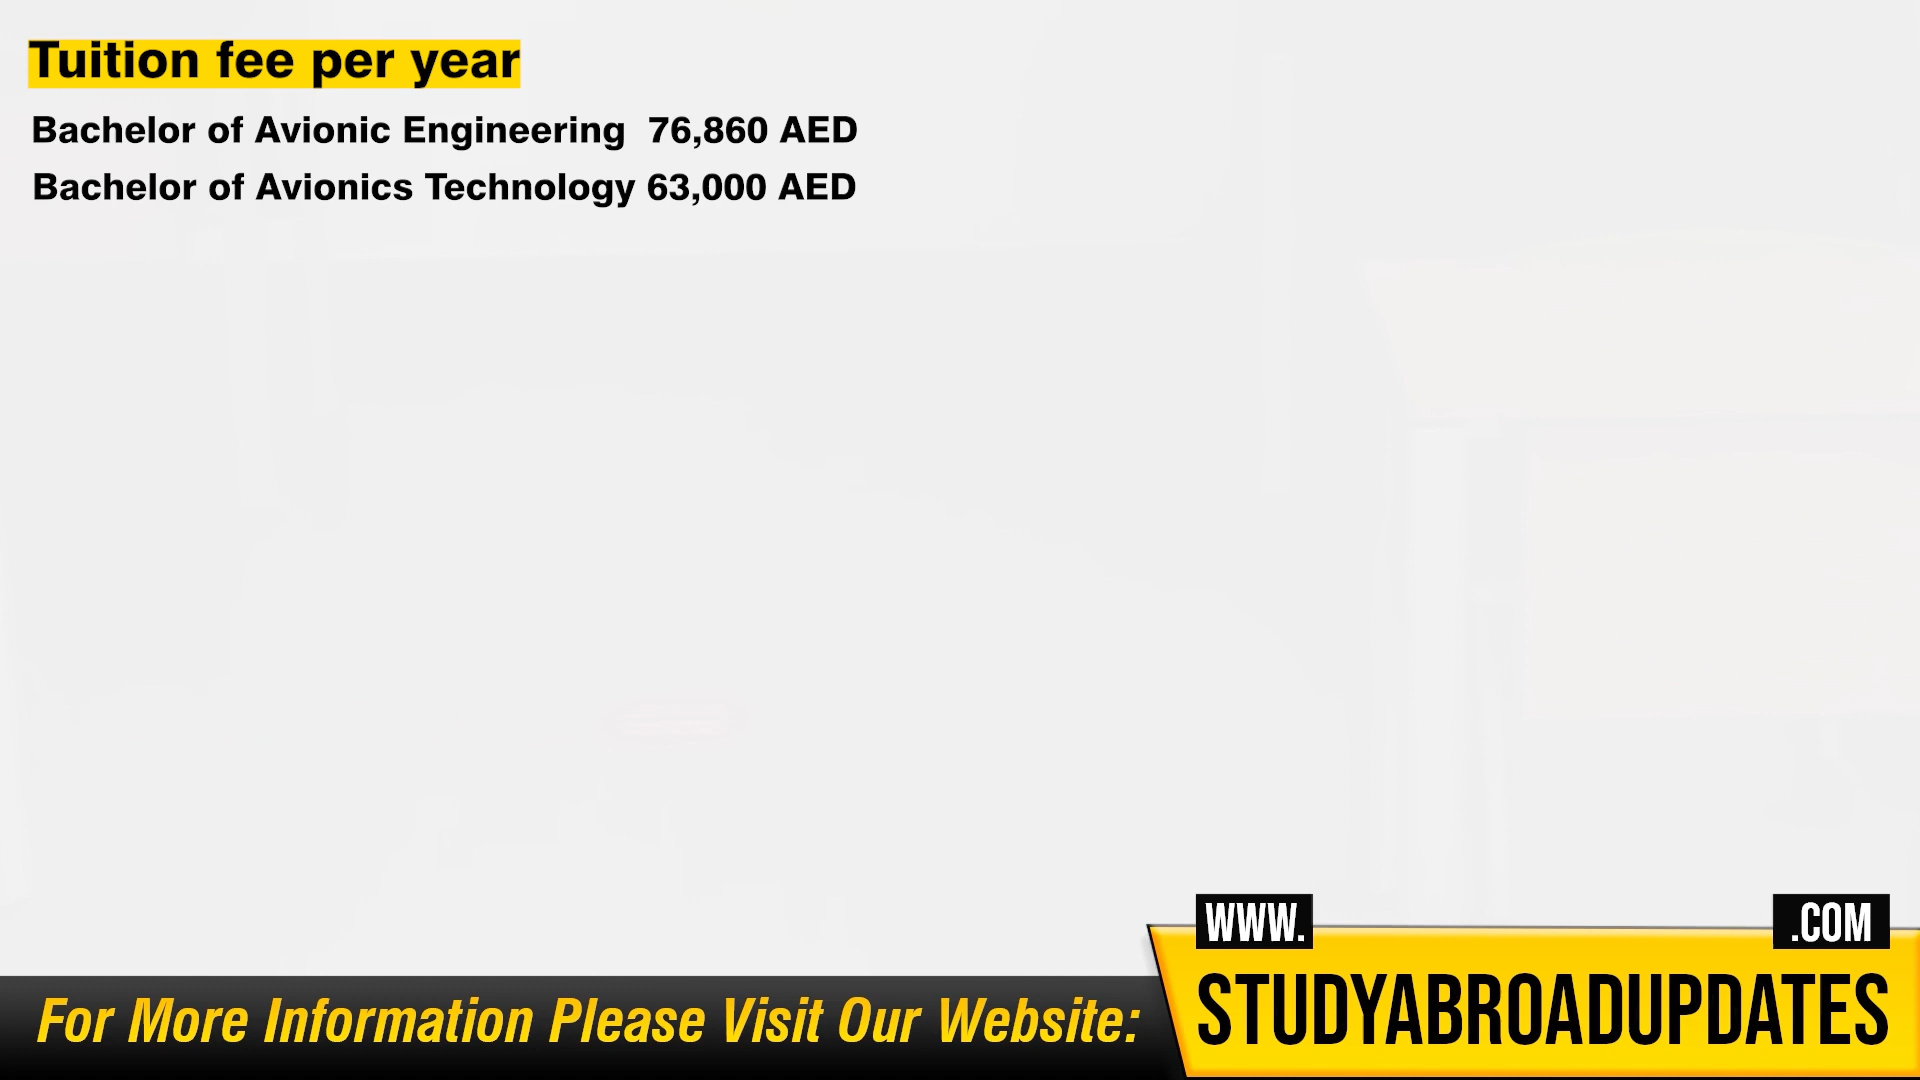 Tuition fee per year
Bachelor of Avionic Engineering 76,860 AED
Bachelor of Avionics Technology 63,000 AED
WWW. .COM
For More Information Please Visit Our Website: STUDYABROADUPDATES